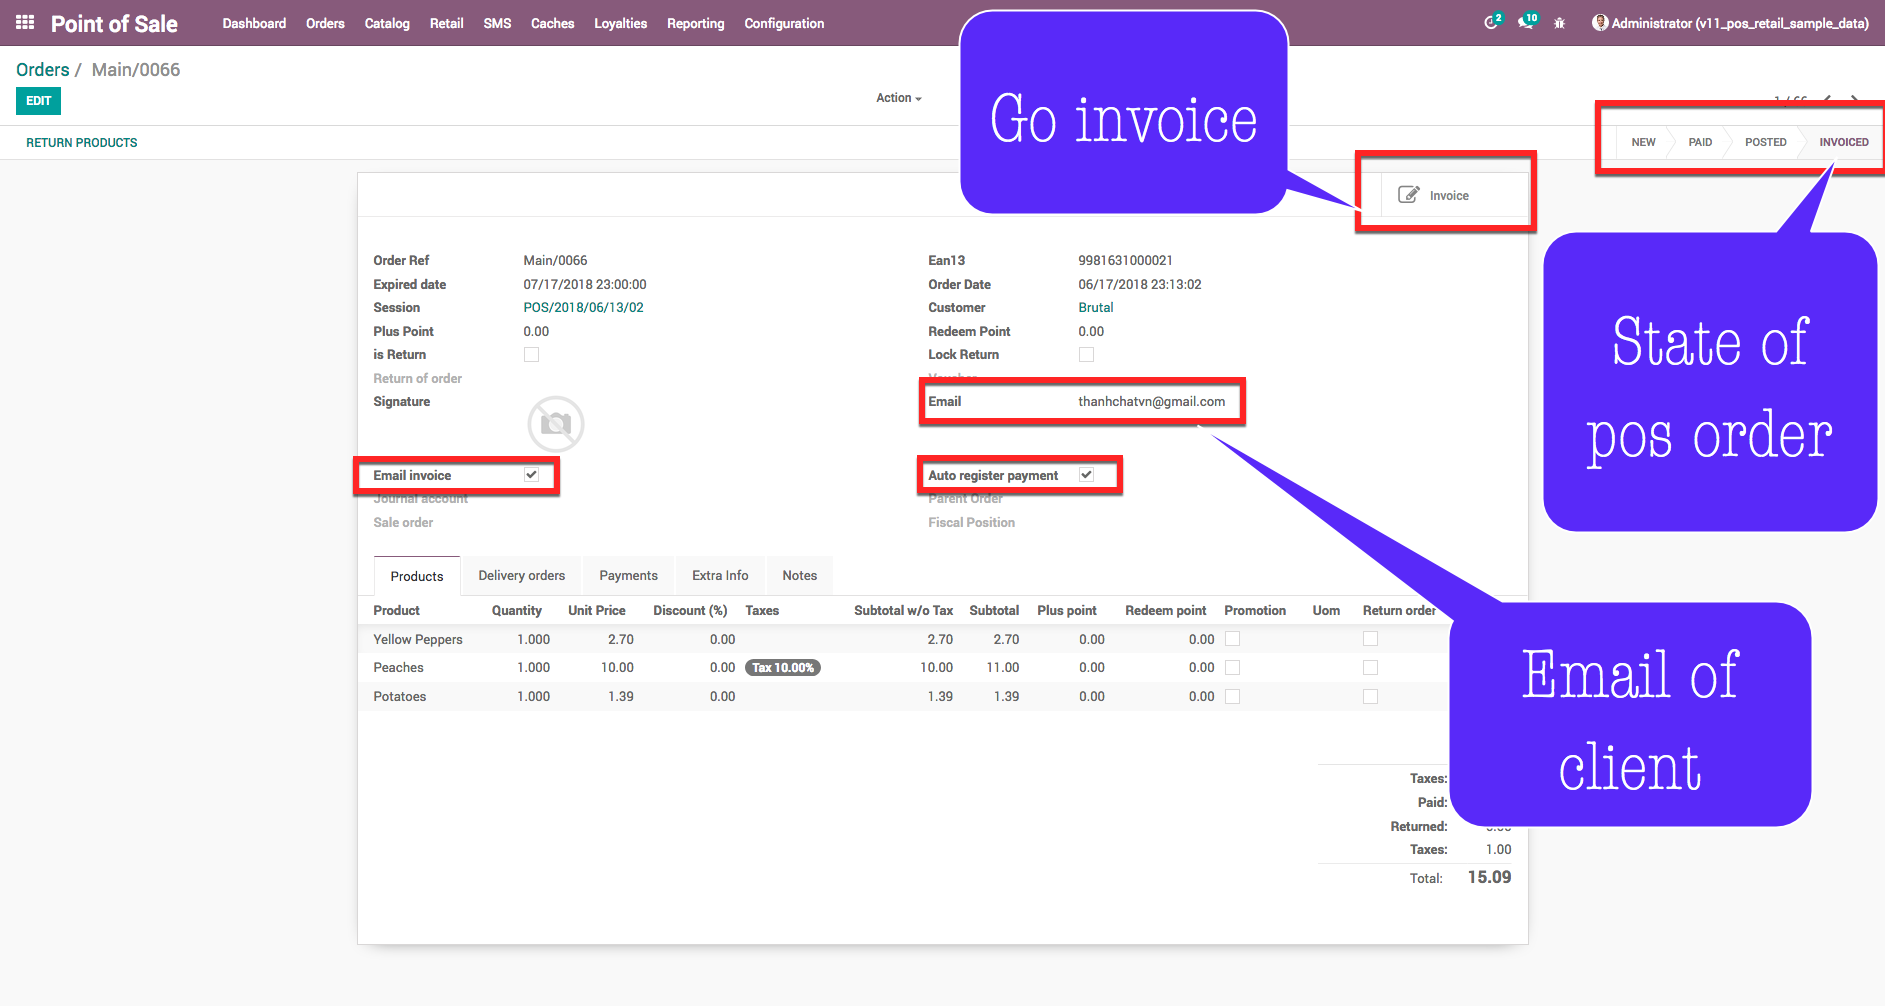 Point of Sale Dashboard Orders Catalog Retail SMS Caches Loyalties Reporting Configuration 2 10 Administrator (v11_pos_retail_sample_data)
Orders / Main/0066
EDIT
Action
RETURN PRODUCTS
NEW PAID POSTED INVOICED
Go invoice
Invoice
State of
pos order
Order Ref Main/0066 Ean13 9981631000021
Expired date 07/17/2018 23:00:00 Order Date 06/17/2018 23:13:02
Session POS/2018/06/13/02 Customer Brutal
Plus Point 0.00 Redeem Point 0.00
is Return Lock Return
Return of order
Signature Email thanhchatvn@gmail.com
Email invoice Auto register payment
Journal account Parent Order
Sale order Fiscal Position
Products Delivery orders Payments Extra Info Notes
Product Quantity Unit Price Discount (%) Taxes Subtotal w/o Tax Subtotal Plus point Redeem point Promotion Uom Return order
Yellow Peppers 1.000 2.70 0.00 2.70 2.70 0.00 0.00
Peaches 1.000 10.00 0.00 Tax 10.00% 10.00 11.00 0.00 0.00
Potatoes 1.000 1.39 0.00 1.39 1.39 0.00 0.00
Email of
client
Taxes:
Paid:
Returned:
Taxes: 1.00
Total: 15.09